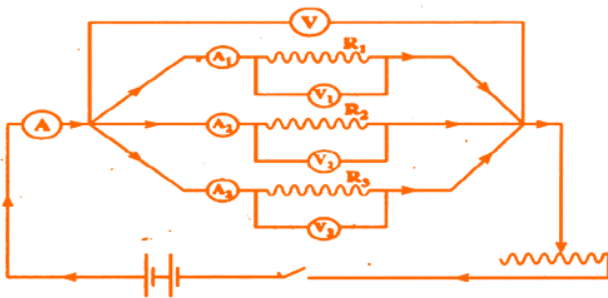 V
A₁ R₁
V₁
A A₂ R₂
V₂
A₃ R₃
V₃